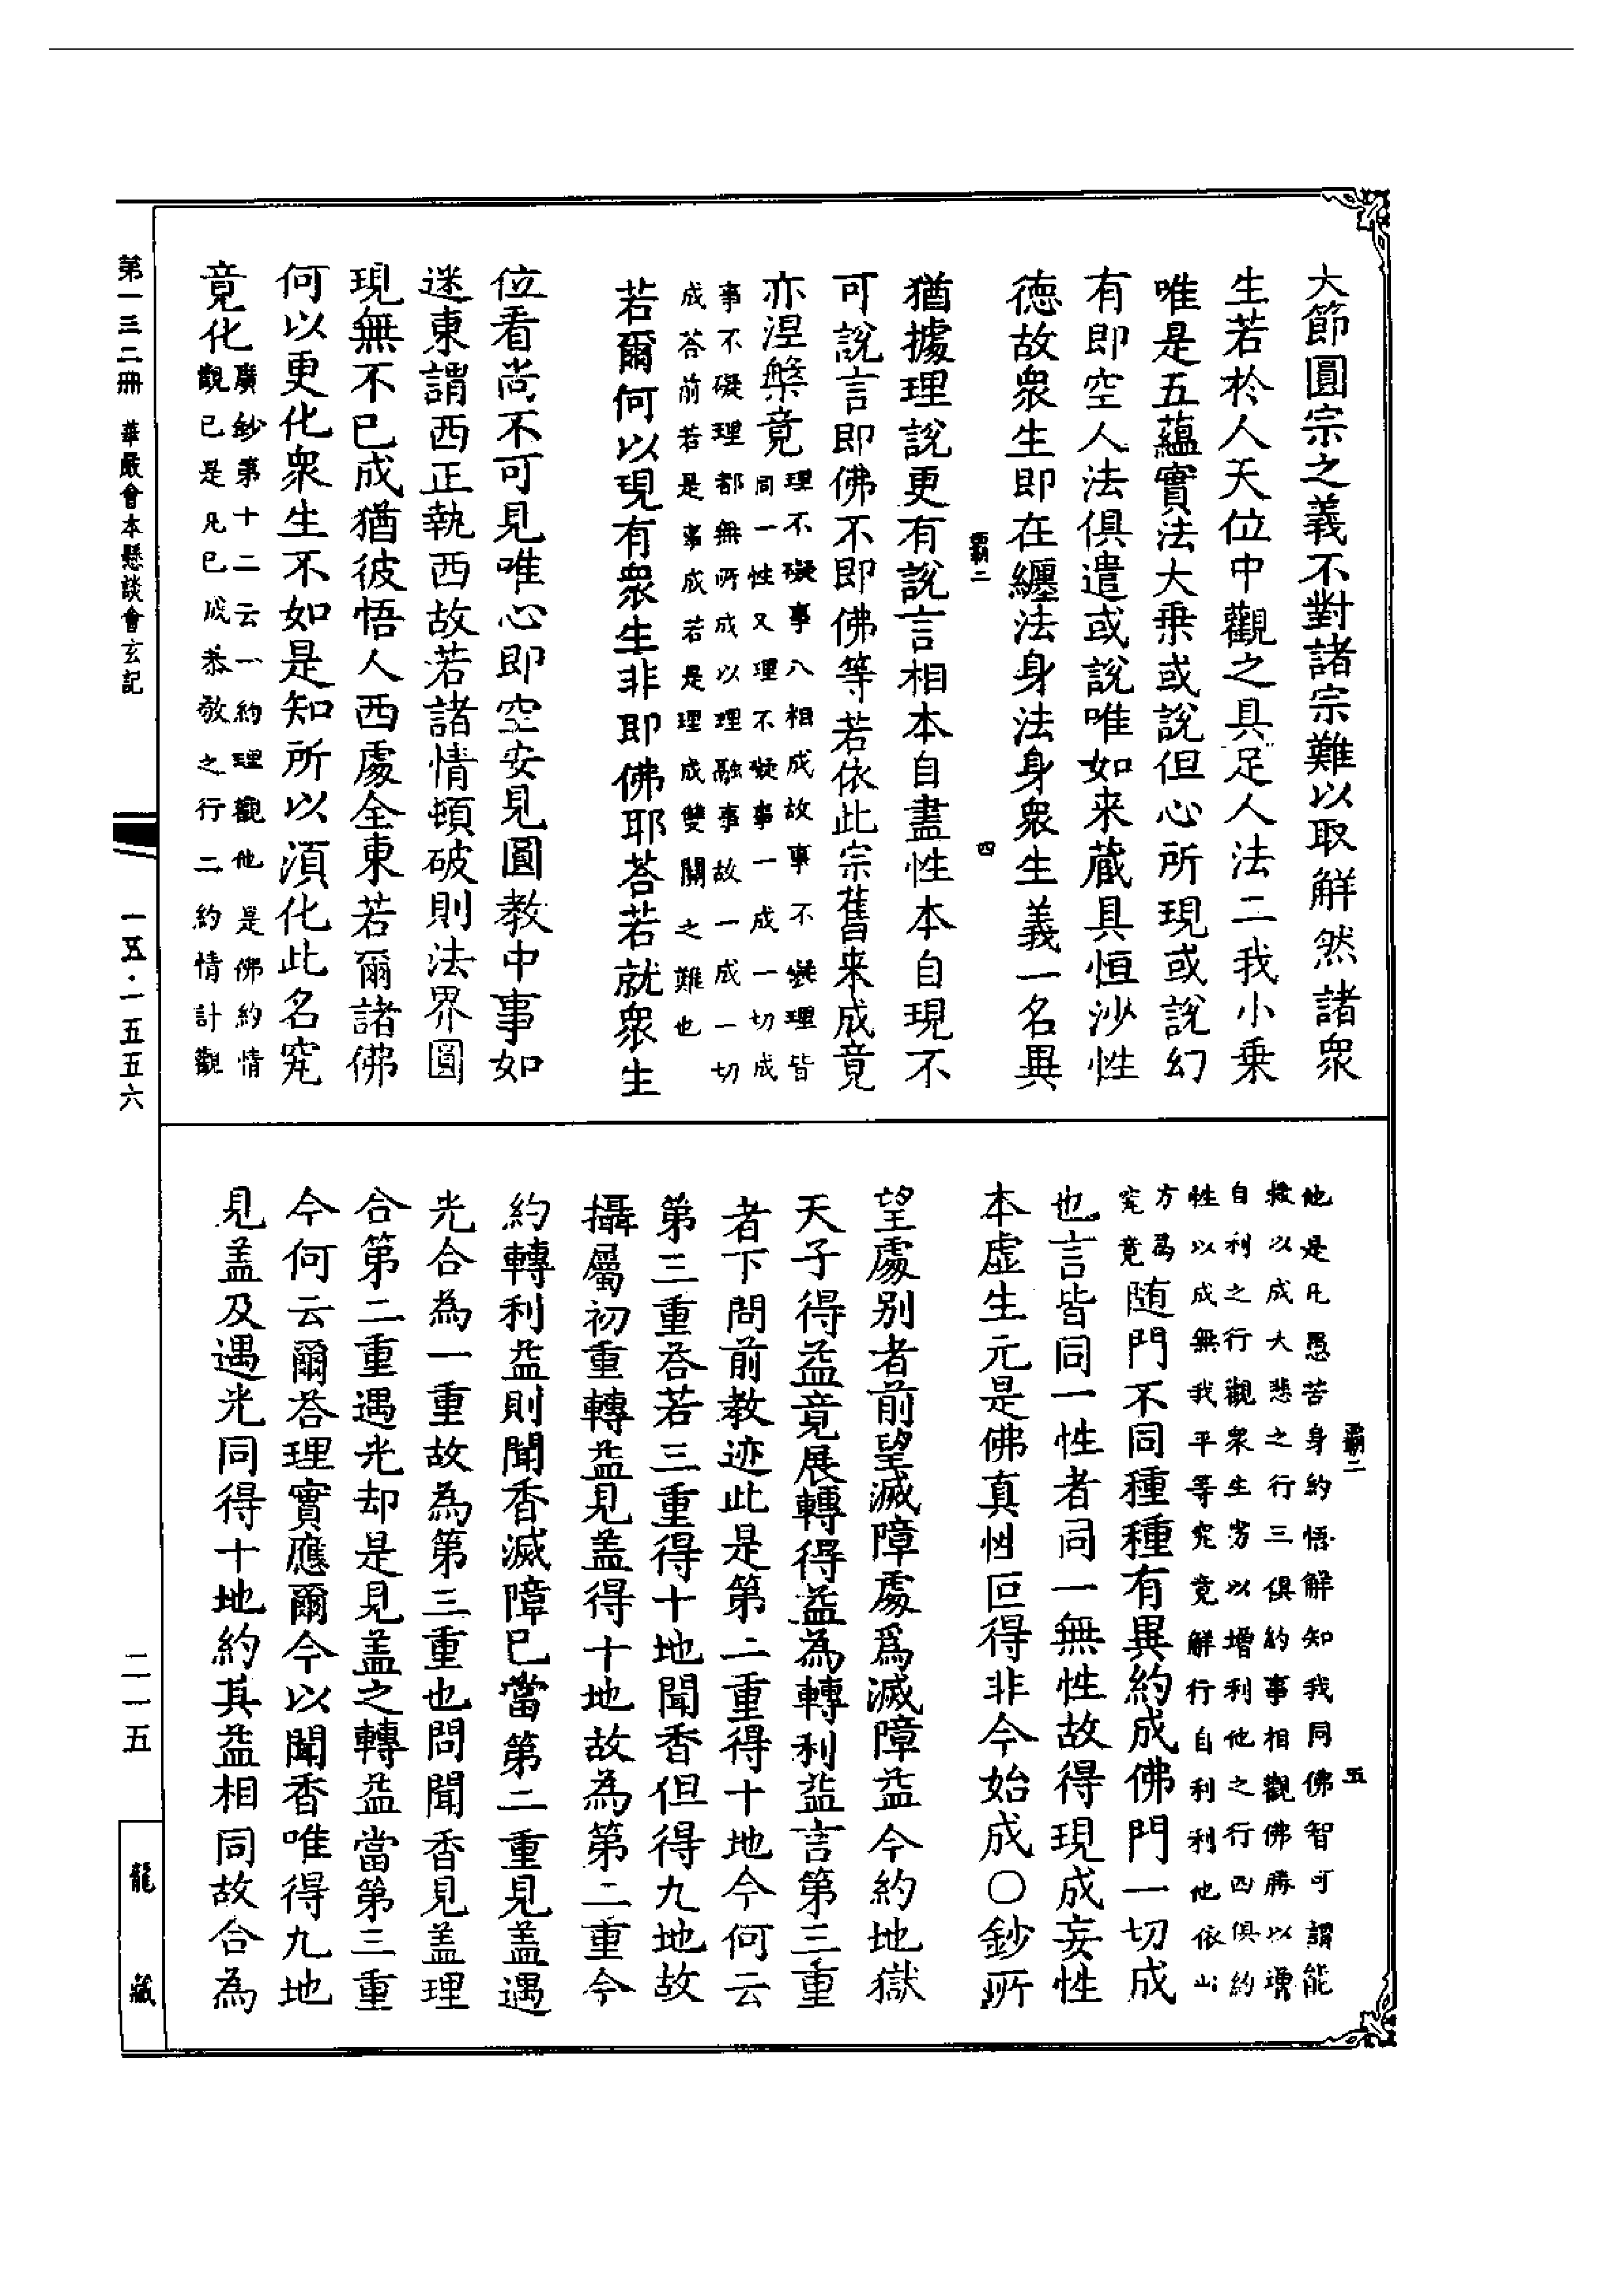 大節圓宗之義不對諸宗難以取解然諸衆
生若於人天位中觀之具足人法二我小乗
唯是五蘊實法大乗或說但心所現或說幻
有即空人法俱遣或說唯如来藏具恒沙性
德故衆生即在纏法身法身衆生義一名異
霸二
四
猶據理說更有說言相本自盡性本自現不
可說言即佛不即佛等若依此宗舊来成竟
亦涅槃竟
理不礙事八相成故事不礙理皆
同一性又理不礙事一成一切成
事不礙理都無所成以理融事故一成一切
成荅前若是事成若是理成雙關之難也
若爾何以現有衆生非即佛耶荅若就衆生
位看尚不可見唯心即空安見圓教中事如
迷東謂西正執西故若諸情頓破則法界圓
現無不已成猶彼悟人西處全東若爾諸佛
何以更化衆生不如是知所以湏化此名究
竟化
廣鈔第十二云一約理觀他是佛約情
觀已是凡已成恭敬之行二約情計觀
他是凡愚苦身約悟解知我同佛智可謂能
救以成大悲之行三俱約事相觀佛勝以增
自利之行觀衆生劣以增利他之行四俱約
性以成無我平等究竟解行自利利他依此
方爲
究竟
随門不同種種有異約成佛門一切成
霸二
五
也言皆同一性者同一無性故得現成妄性
本虚生元是佛真性叵得非今始成○鈔所
望處别者前望滅障處爲滅障益今約地獄
天子得益竟展轉得益為轉利益言第三重
者下問前教迹此是第二重得十地今何云
第三重荅若三重得十地聞香但得九地故
攝屬初重轉益見盖得十地故為第二重今
約轉利益則聞香滅障已當第二重見盖遇
光合為一重故為第三重也問聞香見盖理
合第二重遇光却是見盖之轉益當第三重
今何云爾荅理實應爾今以聞香唯得九地
見盖及遇光同得十地約其益相同故合為
第一三二冊 華嚴會本懸談會玄記
一五·一五五六
二一五
龍藏